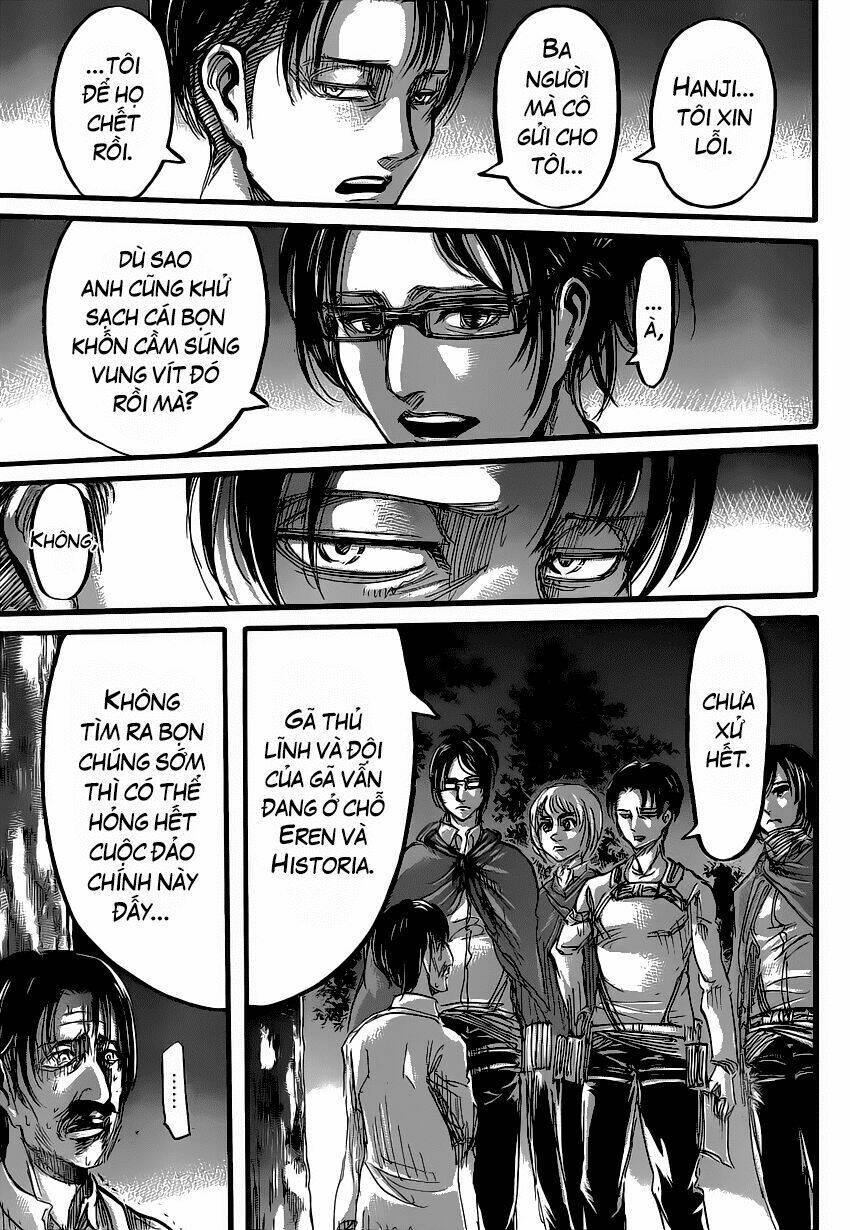 HANJI...
TÔI XIN
LỖI.
BA
NGƯỜI
MÀ CÔ
GỬI CHO
TÔI...
...TÔI
ĐỂ HỌ
CHẾT
RỒI.
...
À,
DÙ SAO
ANH CŨNG KHỬ
SẠCH CÁI BỌN
KHỐN CẦM SÚNG
VUNG VÍT ĐÓ
RỒI MÀ?
KHÔNG,
CHƯA
XỬ
HẾT.
GÃ THỦ
LĨNH VÀ ĐỘI
CỦA GÃ VẪN
ĐANG Ở CHỖ
EREN VÀ
HISTORIA.
KHÔNG
TÌM RA BỌN
CHÚNG SỚM
THÌ CÓ THỂ
HỎNG HẾT
CUỘC ĐẢO
CHÍNH NÀY
ĐẤY...
......